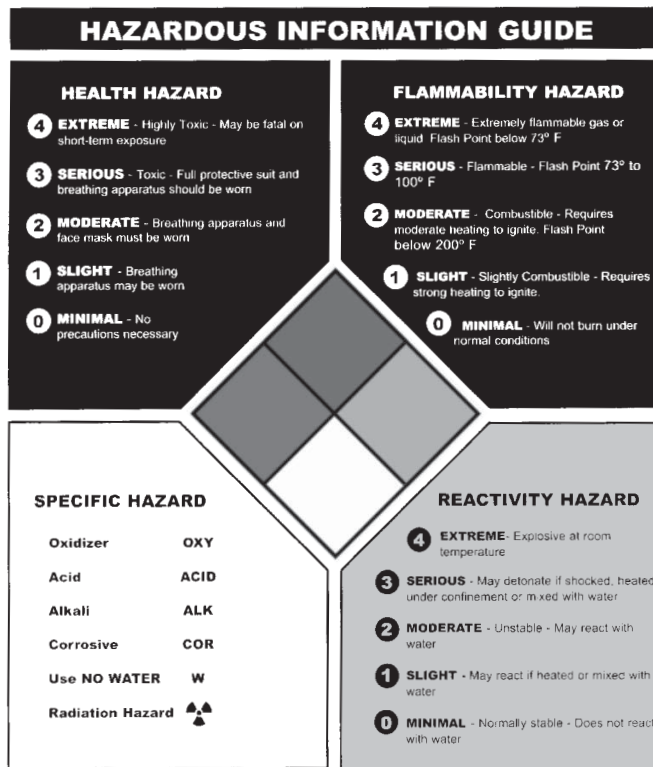 HAZARDOUS INFORMATION GUIDE
HEALTH HAZARD
4 EXTREME - Highly Toxic - May be fatal on
short-term exposure
3 SERIOUS - Toxic - Full protective suit and
breathing apparatus should be worn
2 MODERATE - Breathing apparatus and
face mask must be worn
1 SLIGHT - Breathing
apparatus may be worn
0 MINIMAL - No
precautions necessary
FLAMMABILITY HAZARD
4 EXTREME - Extremely flammable gas or
liquid Flash Point below 73º F
3 SERIOUS - Flammable - Flash Point 73º to
100º F
2 MODERATE - Combustible - Requires
moderate heating to ignite. Flash Point
below 200º F
1 SLIGHT - Slightly Combustible - Requires
strong heating to ignite.
0 MINIMAL - Will not burn under
normal conditions
SPECIFIC HAZARD
Oxidizer OXY
Acid ACID
Alkali ALK
Corrosive COR
Use NO WATER W
Radiation Hazard
REACTIVITY HAZARD
4 EXTREME- Explosive at room
temperature
3 SERIOUS - May detonate if shocked, heated
under confinement or mixed with water
2 MODERATE - Unstable - May react with
water
1 SLIGHT - May react if heated or mixed with
water
0 MINIMAL - Normally stable - Does not react
with water